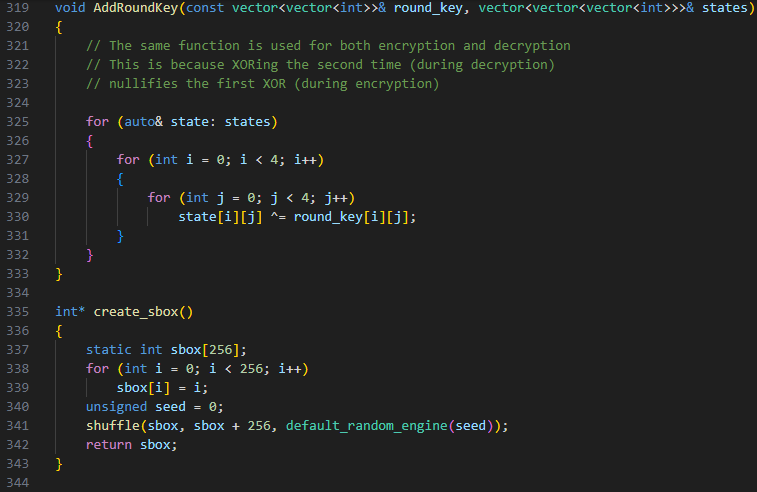 319 void AddRoundKey(const vector<vector<int>>& round_key, vector<vector<vector<int>>>& states)
320 {
321     // The same function is used for both encryption and decryption
322     // This is because XORing the second time (during decryption)
323     // nullifies the first XOR (during encryption)
324
325     for (auto& state: states)
326     {
327         for (int i = 0; i < 4; i++)
328         {
329             for (int j = 0; j < 4; j++)
330                 state[i][j] ^= round_key[i][j];
331         }
332     }
333 }
334
335 int* create_sbox()
336 {
337     static int sbox[256];
338     for (int i = 0; i < 256; i++)
339         sbox[i] = i;
340     unsigned seed = 0;
341     shuffle(sbox, sbox + 256, default_random_engine(seed));
342     return sbox;
343 }
344